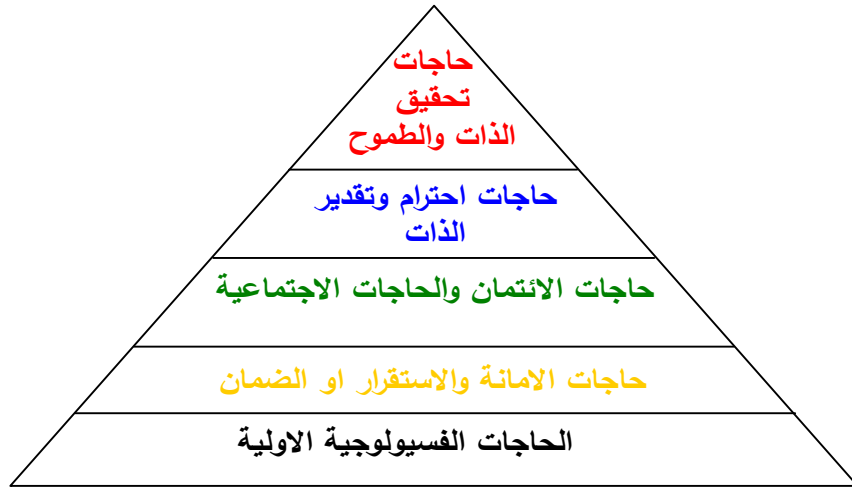 حاجات
تحقيق
الذات والطموح
حاجات احترام وتقدير
الذات
حاجات الائتمان والحاجات الاجتماعية
حاجات الامانة والاستقرار او الضمان
الحاجات الفسيولوجية الاولية